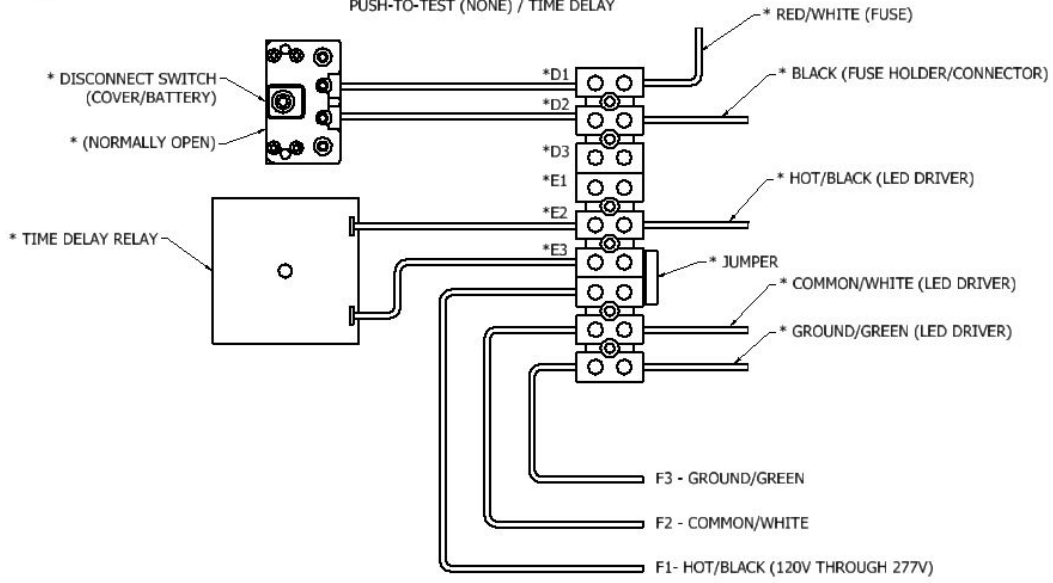 PUSH-TO-TEST (NONE) / TIME DELAY
* RED/WHITE (FUSE)
* DISCONNECT SWITCH
(COVER/BATTERY)
* (NORMALLY OPEN)
*D1
*D2
*D3
*E1
*E2
*E3
* BLACK (FUSE HOLDER/CONNECTOR)
* HOT/BLACK (LED DRIVER)
* TIME DELAY RELAY
* JUMPER
* COMMON/WHITE (LED DRIVER)
* GROUND/GREEN (LED DRIVER)
F3 - GROUND/GREEN
F2 - COMMON/WHITE
F1- HOT/BLACK (120V THROUGH 277V)